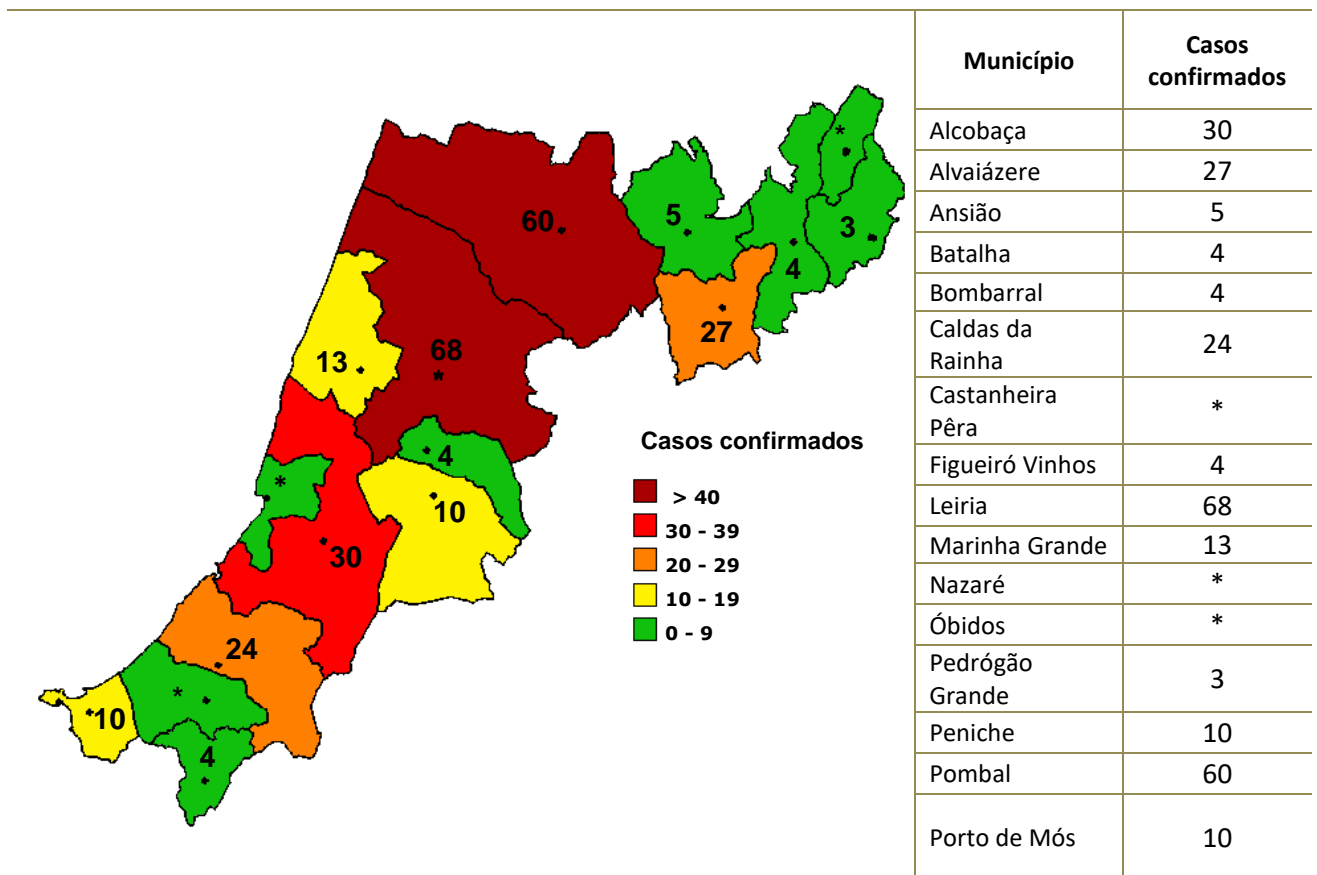 *
60
5
3
4
27
68
13
*
Casos confirmados
4
*
10
> 40
30 - 39
30
20 - 29
10 - 19
0 - 9
24
*
*
10
4
Município
Casos
confirmados
Alcobaça 30
Alvaiázere 27
Ansião 5
Batalha 4
Bombarral 4
Caldas da
Rainha 24
Castanheira
Pêra *
Figueiró Vinhos 4
Leiria 68
Marinha Grande 13
Nazaré *
Óbidos *
Pedrógão
Grande 3
Peniche 10
Pombal 60
Porto de Mós 10